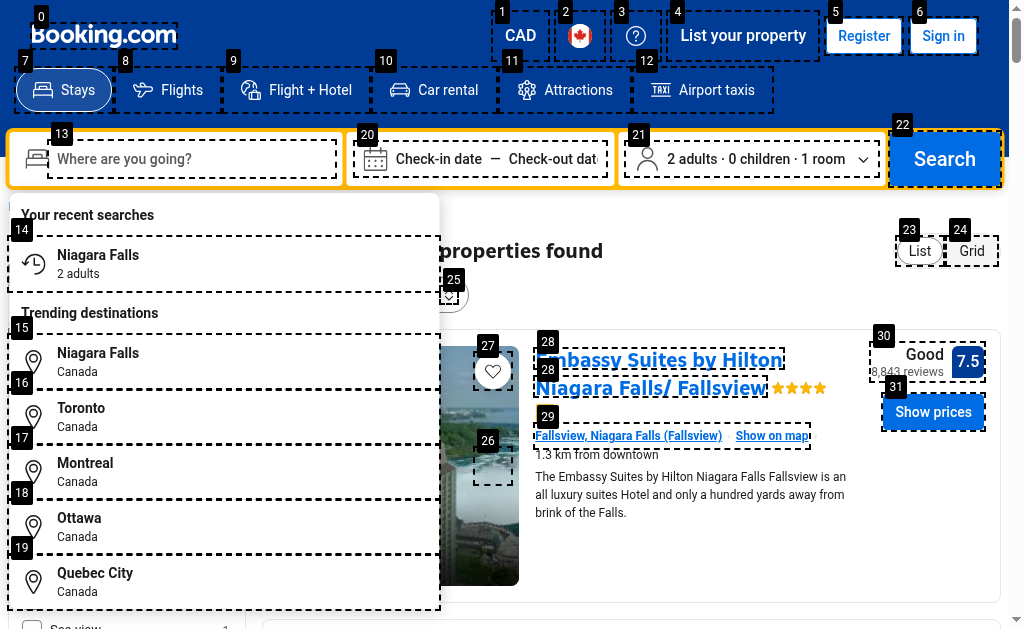 0
1
2
3
4
5
6
Booking.com
CAD
List your property
Register
Sign in
7
8
9
10
11
12
Stays
Flights
Flight + Hotel
Car rental
Attractions
TAXI
Airport taxis
13
20
21
22
Where are you going?
Check-in date — Check-out dat
2 adults · 0 children · 1 room
Search
Your recent searches
14
Niagara Falls
2 adults
Trending destinations
15
Niagara Falls
Canada
16
Toronto
Canada
17
Montreal
Canada
18
Ottawa
Canada
19
Quebec City
Canada
23
24
properties found
List
Grid
25
26
27
28
Embassy Suites by Hilton
28
Niagara Falls/ Fallsview
29
Fallsview, Niagara Falls (Fallsview)
Show on map
1.3 km from downtown
The Embassy Suites by Hilton Niagara Falls Fallsview is an
all luxury suites Hotel and only a hundred yards away from
brink of the Falls.
30
Good
8,843 reviews
7.5
31
Show prices